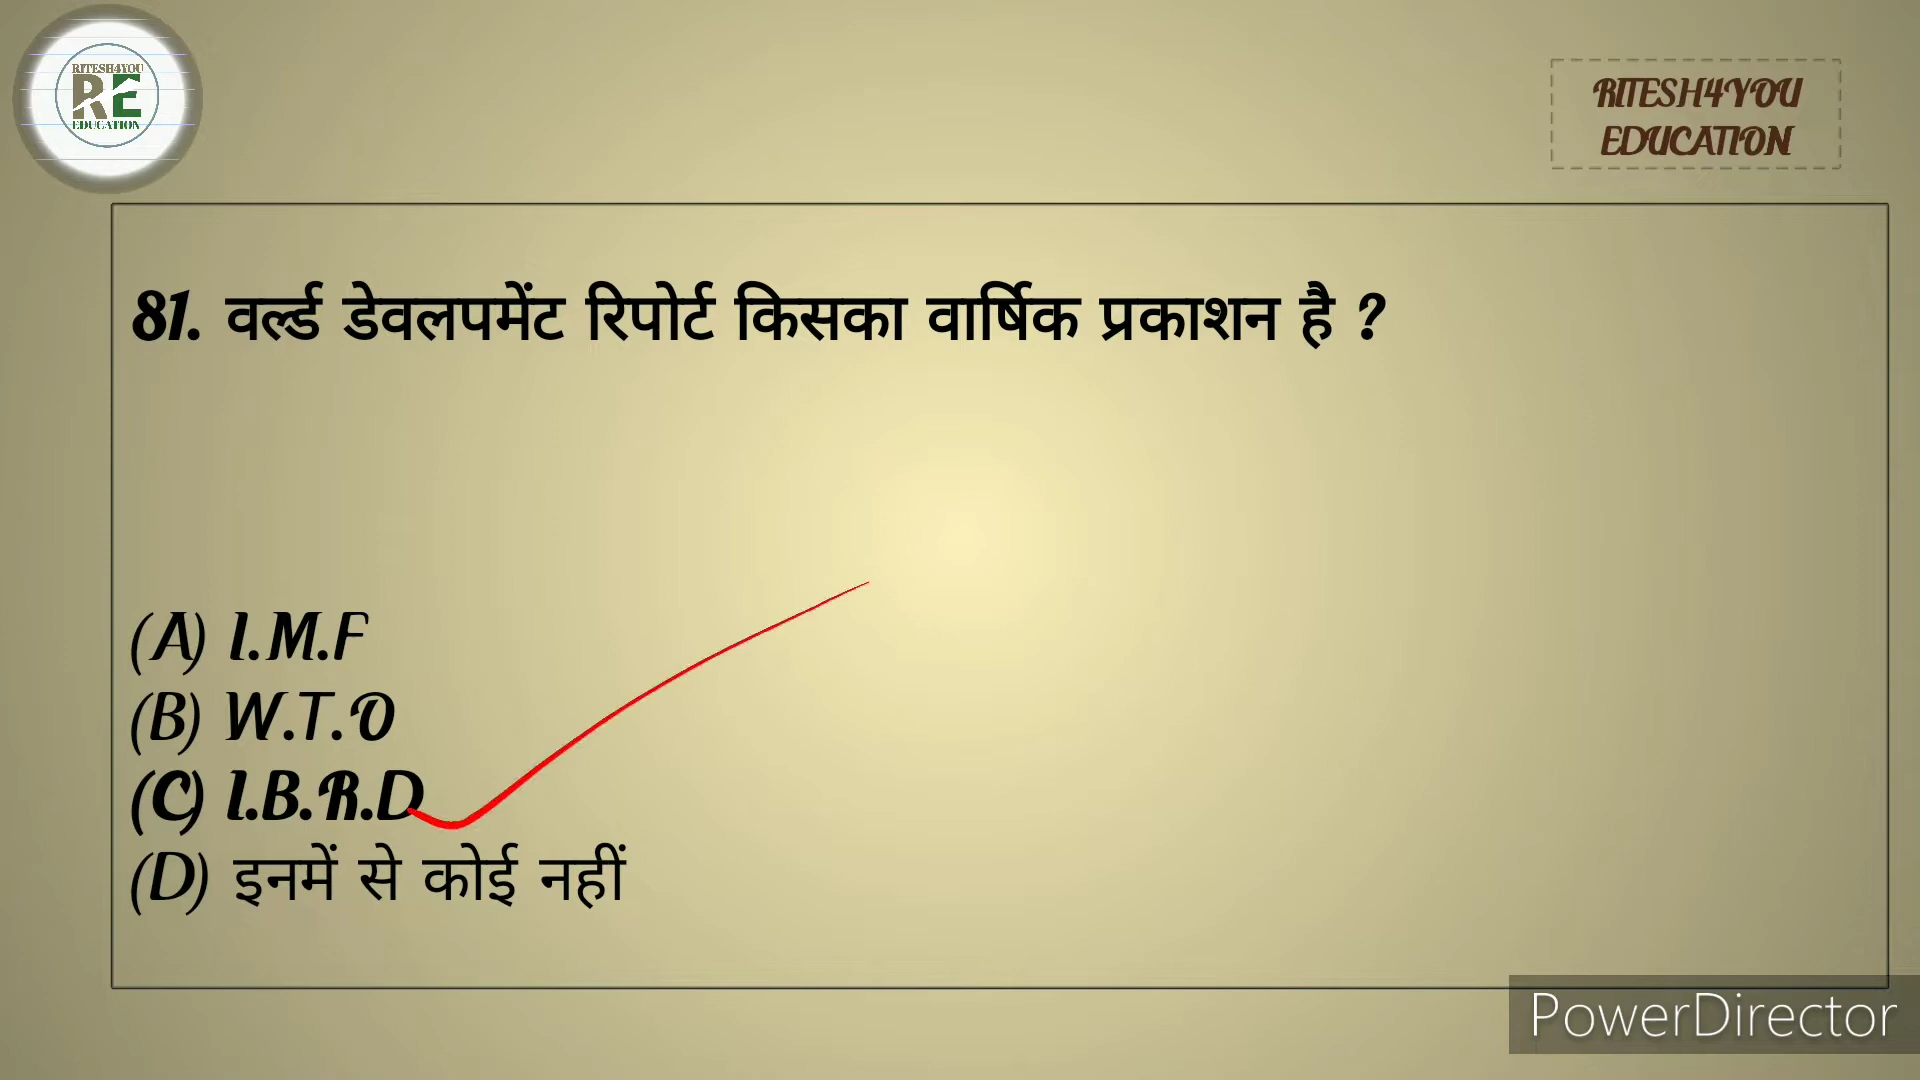 RITESH4YOU
RE
EDUCATION
RITESH4YOU
EDUCATION
81. वर्ल्ड डेवलपमेंट रिपोर्ट किसका वार्षिक प्रकाशन है ?
(A) I.M.F
(B) W.T.O
(C) I.B.R.D
(D) इनमें से कोई नहीं
PowerDirector